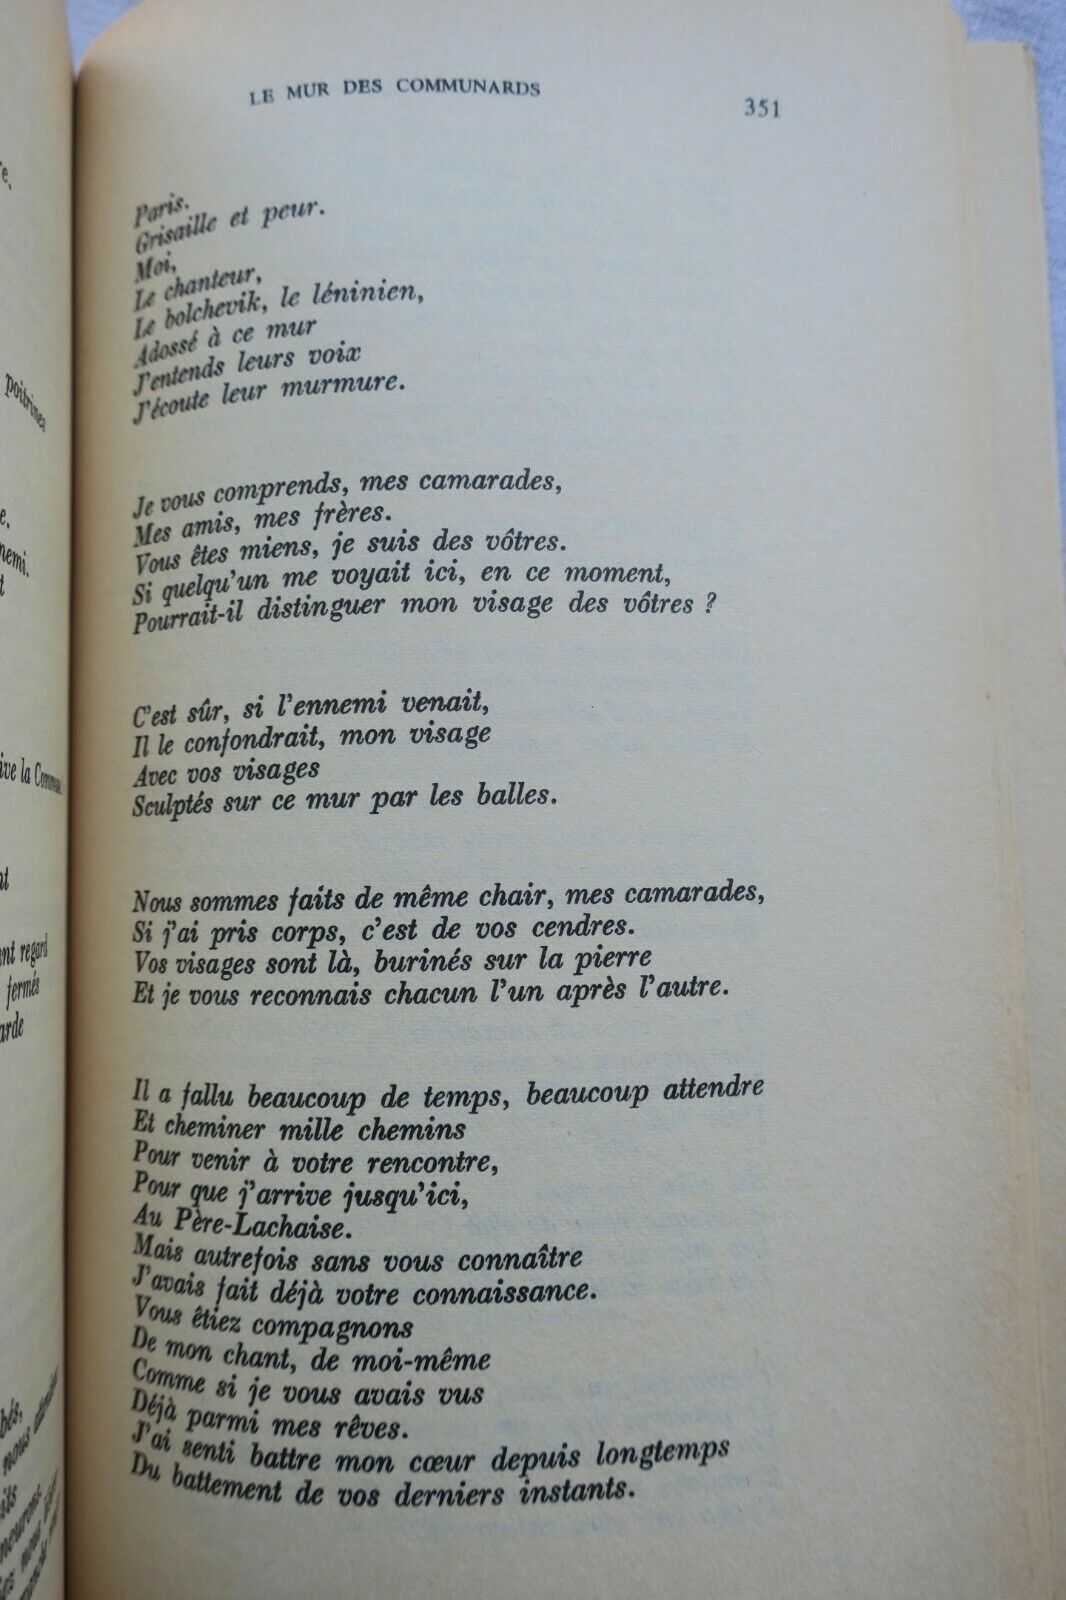 LE MUR DES COMMUNARDS
351
Paris.
Grisaille et peur.
Moi,
Le chanteur,
Le bolchevik, le léninien,
Adossé à ce mur
J'entends leurs voix
J'écoute leur murmure.
Je vous comprends, mes camarades,
Mes amis, mes frères.
Vous êtes miens, je suis des vôtres.
Si quelqu'un me voyait ici, en ce moment,
Pourrait-il distinguer mon visage des vôtres ?
C'est sûr, si l'ennemi venait,
Il le confondrait, mon visage
Avec vos visages
Sculptés sur ce mur par les balles.
Nous sommes faits de même chair, mes camarades,
Si j'ai pris corps, c'est de vos cendres.
Vos visages sont là, burinés sur la pierre
Et je vous reconnais chacun l'un après l'autre.
Il a fallu beaucoup de temps, beaucoup attendre
Et cheminer mille chemins
Pour venir à votre rencontre,
Pour que j'arrive jusqu'ici,
Au Père-Lachaise.
Mais autrefois sans vous connaître
J'avais fait déjà votre connaissance.
Vous étiez compagnons
De mon chant, de moi-même
Comme si je vous avais vus
Déjà parmi mes rêves.
J'ai senti battre mon cœur depuis longtemps
Du battement de vos derniers instants.
poitrines
nemi.
ive la Commune
regard
fermés
arde
nous